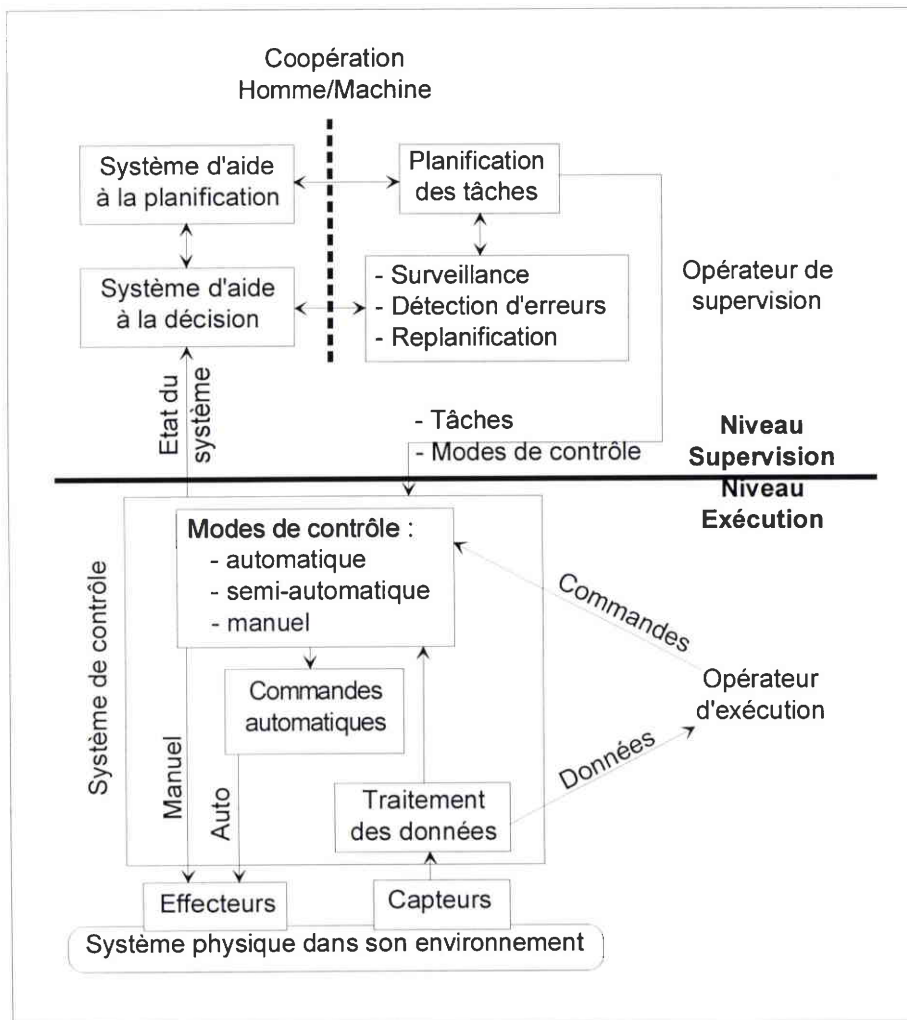 Coopération
Homme/Machine
Système d'aide
à la planification
Planification
des tâches
Système d'aide
à la décision
- Surveillance
- Détection d'erreurs
- Replanification
Opérateur de
supervision
Etat du
système
- Tâches
- Modes de contrôle
Niveau
Supervision
Niveau
Exécution
Système de contrôle
Modes de contrôle :
- automatique
- semi-automatique
- manuel
Commandes
Opérateur
d'exécution
Commandes
automatiques
Données
Manuel
Auto
Traitement
des données
Effecteurs
Capteurs
Système physique dans son environnement